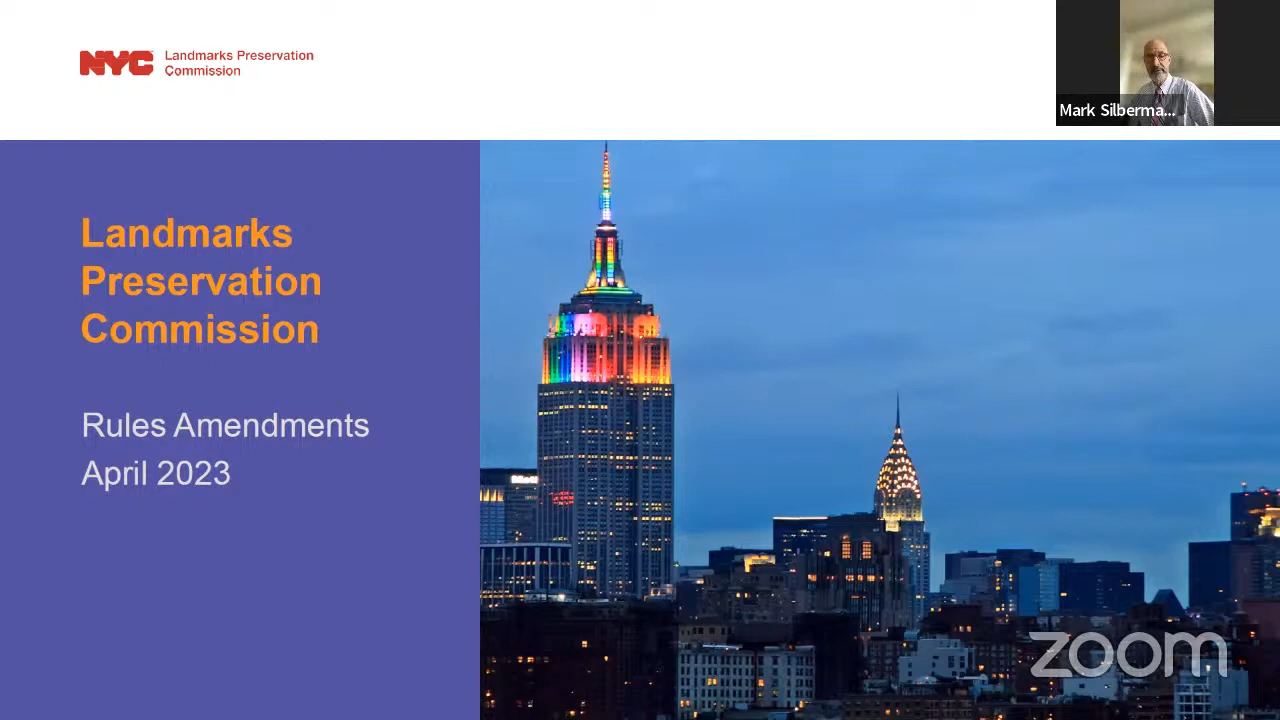 NYC
Landmarks Preservation
Commission
Mark Silberma...
Landmarks
Preservation
Commission
Rules Amendments
April 2023
zoom